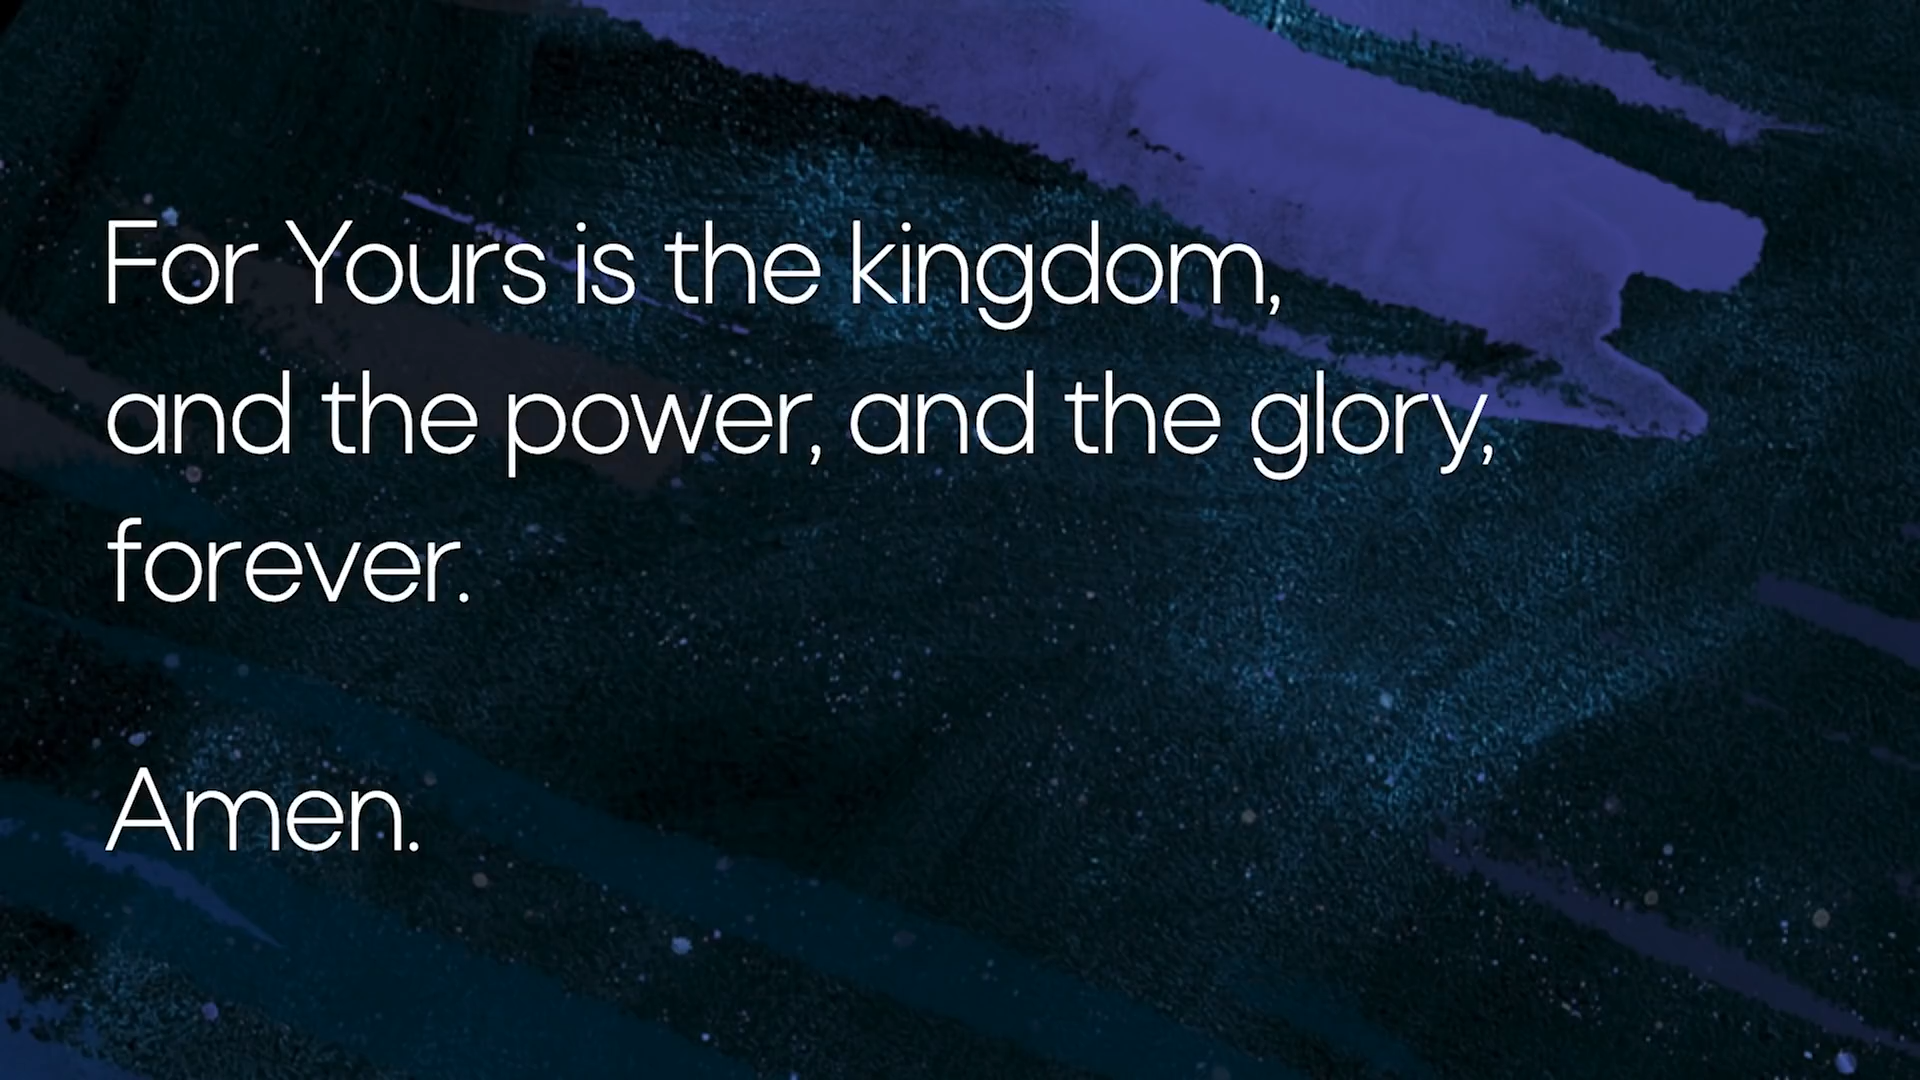 For Yours is the kingdom,
and the power, and the glory,
forever.
Amen.